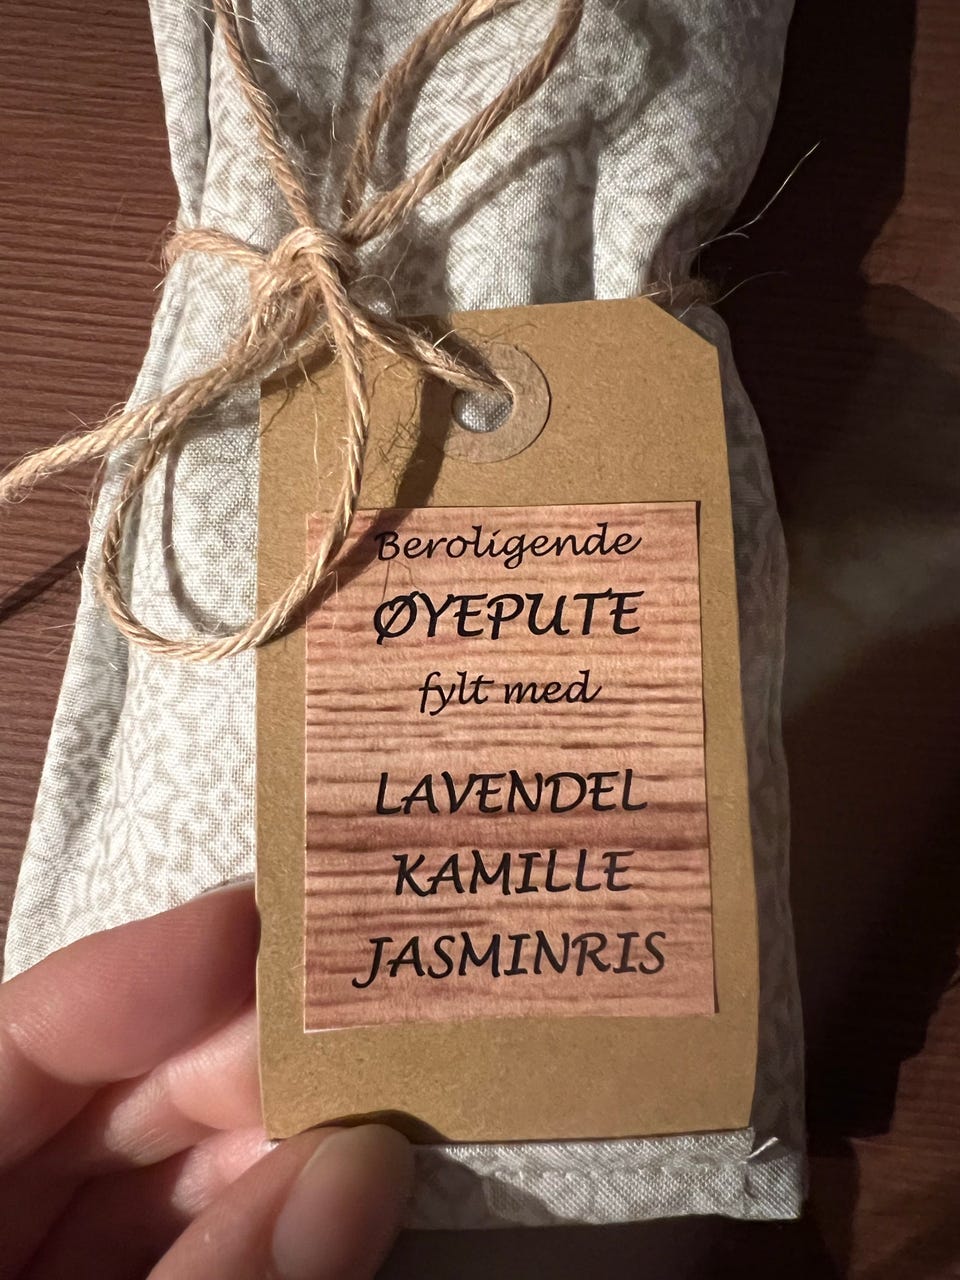 Beroligende
ØYEPUTE
fylt med
LAVENDEL
KAMILLE
JASMINRIS